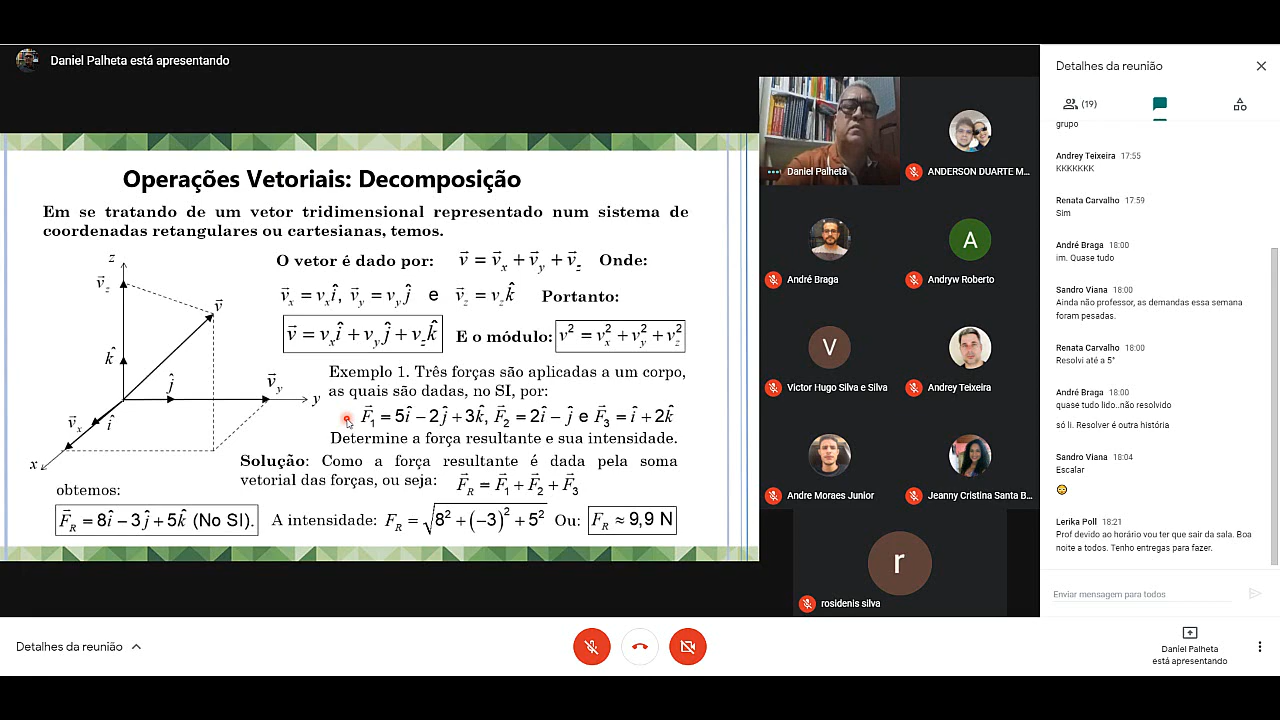 Daniel Palheta está apresentando
Operações Vetoriais: Decomposição
Em se tratando de um vetor tridimensional representado num sistema de
coordenadas retangulares ou cartesianas, temos.
z
v⃗z
v⃗
k̂
ĵ
v⃗y
y
v⃗x
î
x
O vetor é dado por: v⃗ = v⃗x + v⃗y + v⃗z Onde:
v⃗x = vx î, v⃗y = vy ĵ e v⃗z = vz k̂ Portanto:
v⃗ = vx î + vy ĵ + vz k̂ E o módulo: v² = vx² + vy² + vz²
Exemplo 1. Três forças são aplicadas a um corpo,
as quais são dadas, no SI, por:
F⃗1 = 5î − 2ĵ + 3k̂, F⃗2 = 2î − ĵ e F⃗3 = î + 2k̂
Determine a força resultante e sua intensidade.
Solução: Como a força resultante é dada pela soma
vetorial das forças, ou seja: F⃗R = F⃗1 + F⃗2 + F⃗3
obtemos:
F⃗R = 8î − 3ĵ + 5k̂ (No SI). A intensidade: FR = √(8² + (−3)² + 5²) Ou: FR ≈ 9,9 N
Daniel Palheta
ANDERSON DUARTE M...
André Braga
A
Andryw Roberto
V
Victor Hugo Silva e Silva
Andrey Teixeira
Andre Moraes Junior
Jeanny Cristina Santa B...
r
rosidenis silva
Detalhes da reunião
(19)
grupo
Andrey Teixeira 17:55
KKKKKKK
Renata Carvalho 17:59
Sim
André Braga 18:00
im. Quase tudo
Sandro Viana 18:00
Ainda não professor, as demandas essa semana
foram pesadas.
Renata Carvalho 18:00
Resolvi até a 5°
André Braga 18:00
quase tudo lido..não resolvido
só li. Resolver é outra história
Sandro Viana 18:04
Escalar
Lerika Poll 18:21
Prof devido ao horário vou ter que sair da sala. Boa
noite a todos. Tenho entregas para fazer.
Enviar mensagem para todos
Detalhes da reunião
Daniel Palheta
está apresentando